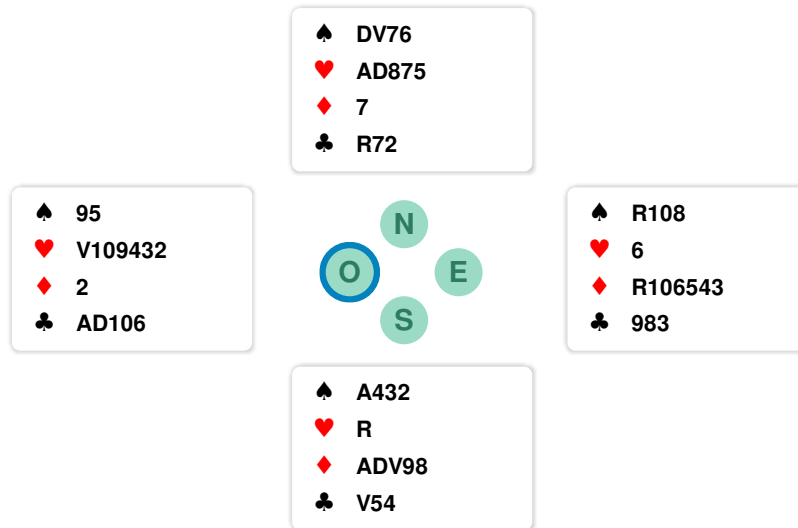 ♠ DV76
♥ AD875
♦ 7
♣ R72
♠ 95
♥ V109432
♦ 2
♣ AD106
N
O
E
S
♠ R108
♥ 6
♦ R106543
♣ 983
♠ A432
♥ R
♦ ADV98
♣ V54